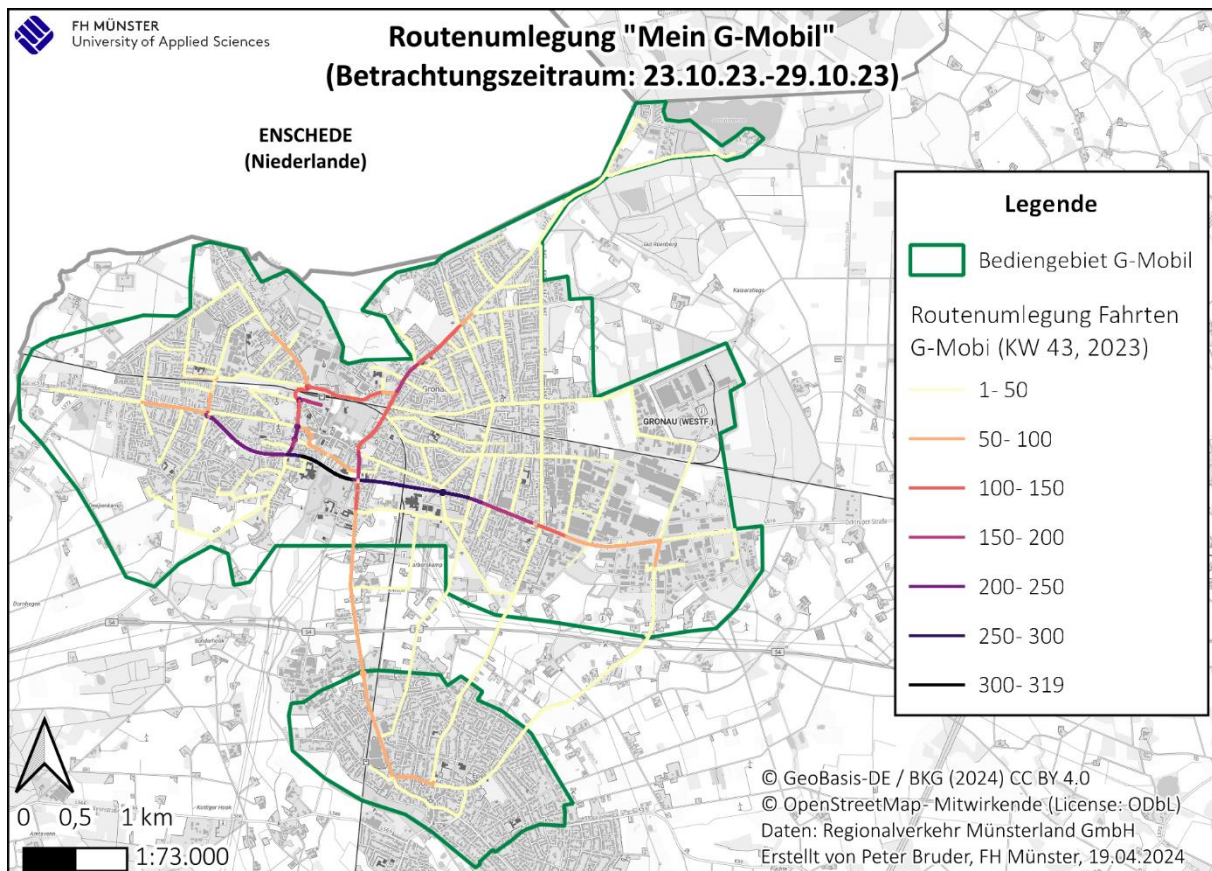 FH MÜNSTER
University of Applied Sciences
Routenumlegung "Mein G-Mobil"
(Betrachtungszeitraum: 23.10.23.-29.10.23)
ENSCHEDE
(Niederlande)
Legende
Bediengebiet G-Mobil
Routenumlegung Fahrten
G-Mobi (KW 43, 2023)
1- 50
50- 100
100- 150
150- 200
200- 250
250- 300
300- 319
GRONAU (WESTF.)
0 0,5 1 km
1:73.000
© GeoBasis-DE / BKG (2024) CC BY 4.0
© OpenStreetMap- Mitwirkende (License: ODbL)
Daten: Regionalverkehr Münsterland GmbH
Erstellt von Peter Bruder, FH Münster, 19.04.2024